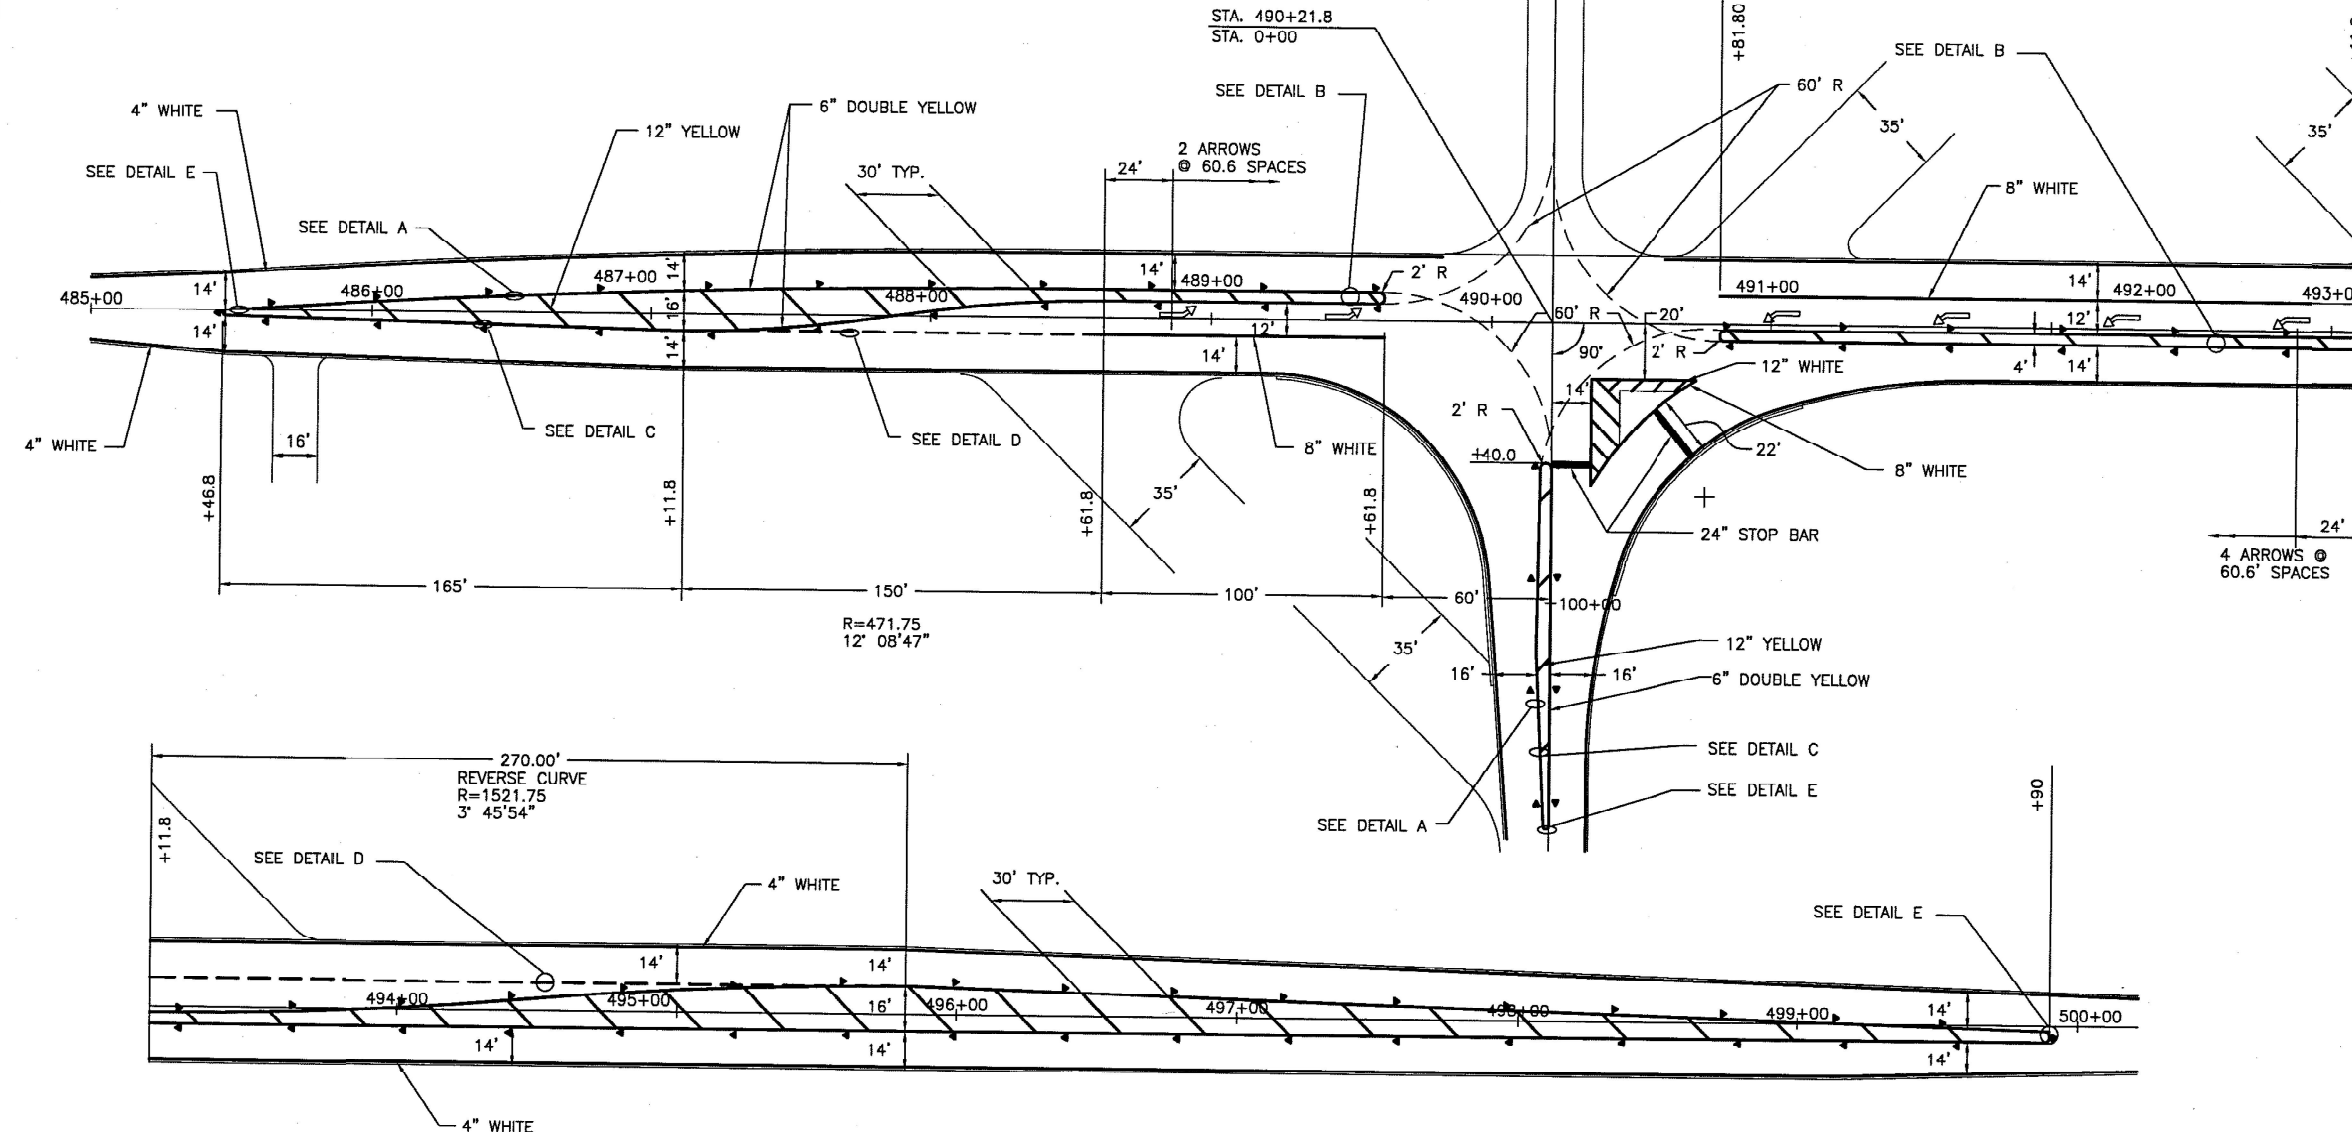 STA. 490+21.8
STA. 0+00
+81.80
SEE DETAIL B
4" WHITE
6" DOUBLE YELLOW
SEE DETAIL B
60' R
12" YELLOW
35'
35'
2 ARROWS
@ 60.6 SPACES
SEE DETAIL E
30' TYP.
24'
8" WHITE
SEE DETAIL A
14'
487+00
14'
489+00
2' R
14'
491+00
492+00
493+0
14'
485+00
486+00
16'
488+00
490+00
60' R
20'
12'
14'
14'
12'
90°
2' R
4'
14'
14'
12" WHITE
14'
4" WHITE
16'
SEE DETAIL C
SEE DETAIL D
8" WHITE
2' R
22'
+40.0
8" WHITE
+46.8
+11.8
+61.8
35'
+61.8
24" STOP BAR
24'
4 ARROWS @
60.6' SPACES
165'
150'
100'
60'
100+00
R=471.75
12° 08'47"
35'
12" YELLOW
16'
16'
6" DOUBLE YELLOW
SEE DETAIL C
SEE DETAIL E
SEE DETAIL A
270.00'
REVERSE CURVE
R=1521.75
3° 45'54"
+11.8
+90
SEE DETAIL D
4" WHITE
30' TYP.
SEE DETAIL E
14'
14'
494+00
495+00
16'
496+00
497+00
498+00
499+00
14'
500+00
14'
14'
14'
4" WHITE